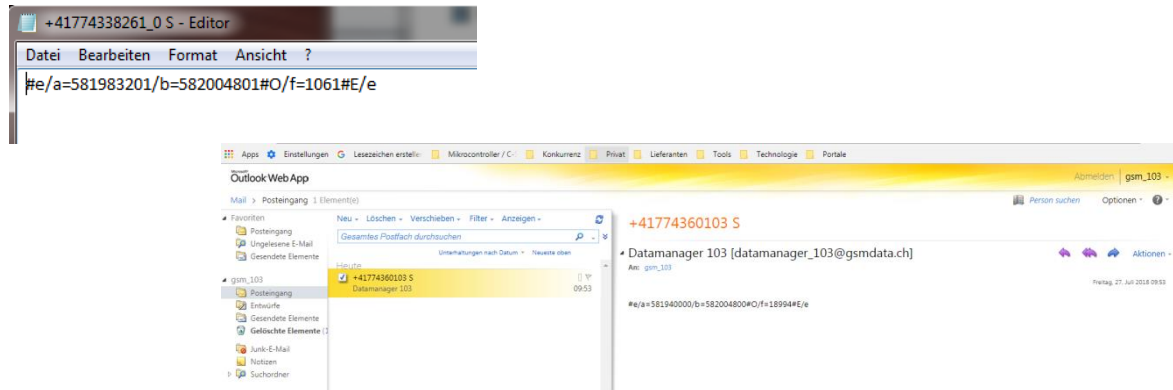 +41774338261_0 S - Editor
Datei Bearbeiten Format Ansicht ?
#e/a=581983201/b=582004801#O/f=1061#E/e
Apps Einstellungen Lesezeichen erstelle Mikrocontroller / C- Konkurrenz Privat Lieferanten Tools Technologie Portale
Microsoft
Outlook Web App
Abmelden gsm_103
Mail > Posteingang 1 Element(e)
Person suchen Optionen
Favoriten
Posteingang
Ungelesene E-Mail
Gesendete Elemente
gsm_103
Posteingang
Entwürfe
Gesendete Elemente
Gelöschte Elemente
Junk-E-Mail
Notizen
Suchordner
Neu Löschen Verschieben Filter Anzeigen
Gesamtes Postfach durchsuchen
Unterhaltungen nach Datum Neueste oben
Heute
+41774360103 S
Datamanager 103 09:53
+41774360103 S
Datamanager 103 [datamanager_103@gsmdata.ch]
Aktionen
An: gsm_103
Freitag, 27. Juli 2018 09:53
#e/a=581940000/b=582004800#O/f=18994#E/e